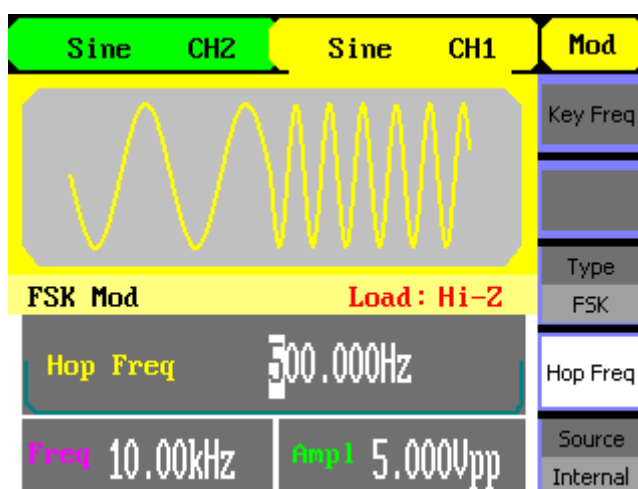 Sine CH2 Sine CH1 Mod
Key Freq
Type
FSK Mod Load: Hi-Z FSK
Hop Freq 500.000Hz Hop Freq
Source
Freq 10.00kHz Ampl 5.000Vpp Internal